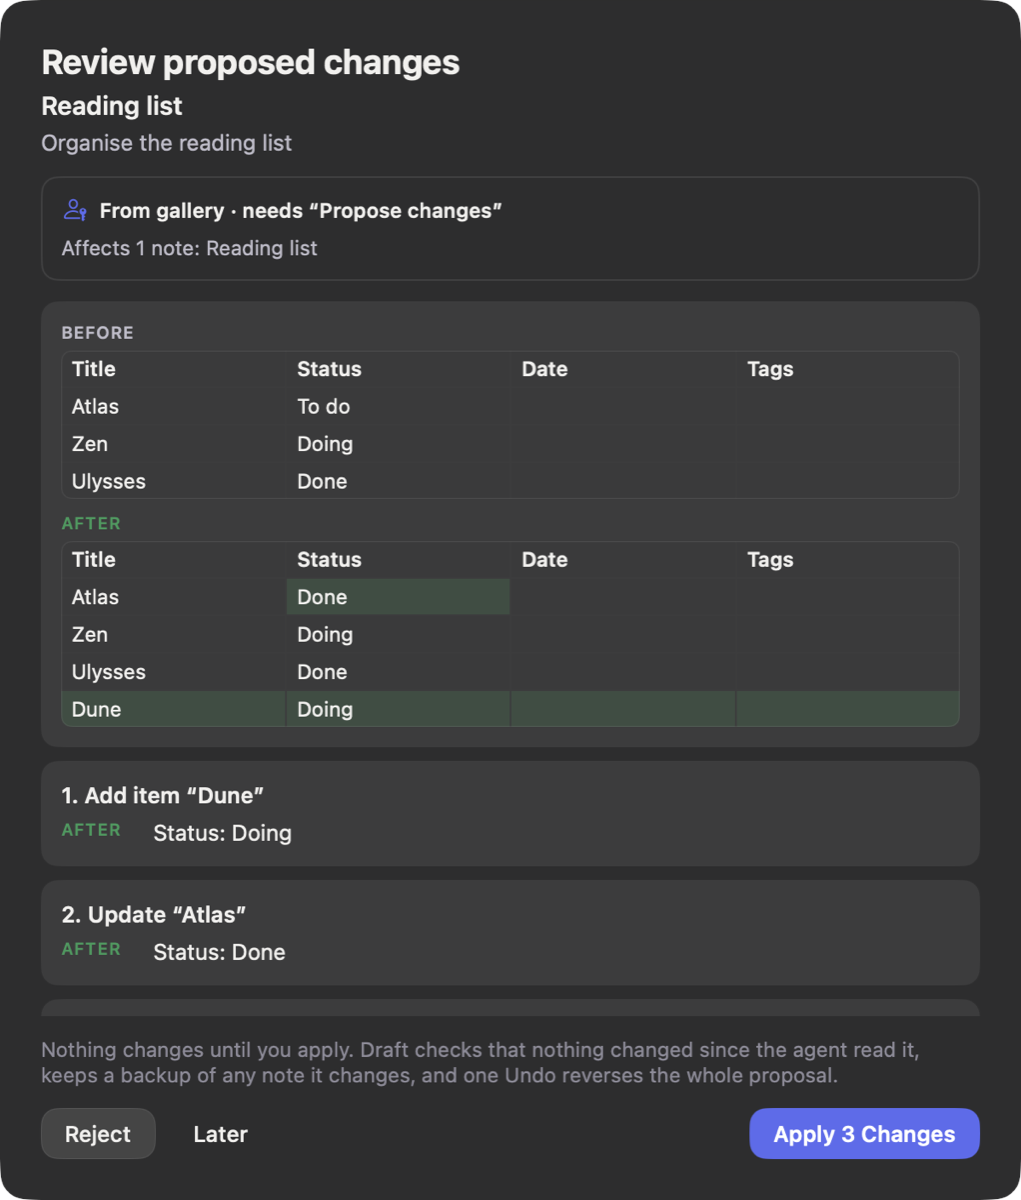 Review proposed changes
Reading list
Organise the reading list
From gallery · needs “Propose changes”
Affects 1 note: Reading list
BEFORE
Title Status Date Tags
Atlas To do
Zen Doing
Ulysses Done
AFTER
Title Status Date Tags
Atlas Done
Zen Doing
Ulysses Done
Dune Doing
1. Add item “Dune”
AFTER Status: Doing
2. Update “Atlas”
AFTER Status: Done
Nothing changes until you apply. Draft checks that nothing changed since the agent read it,
keeps a backup of any note it changes, and one Undo reverses the whole proposal.
Reject Later Apply 3 Changes